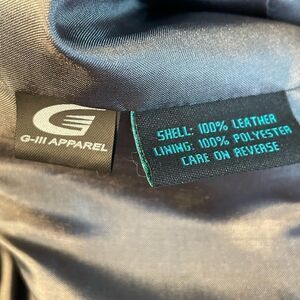 G-III APPAREL
SHELL: 100% LEATHER
LINING: 100% POLYESTER
CARE ON REVERSE